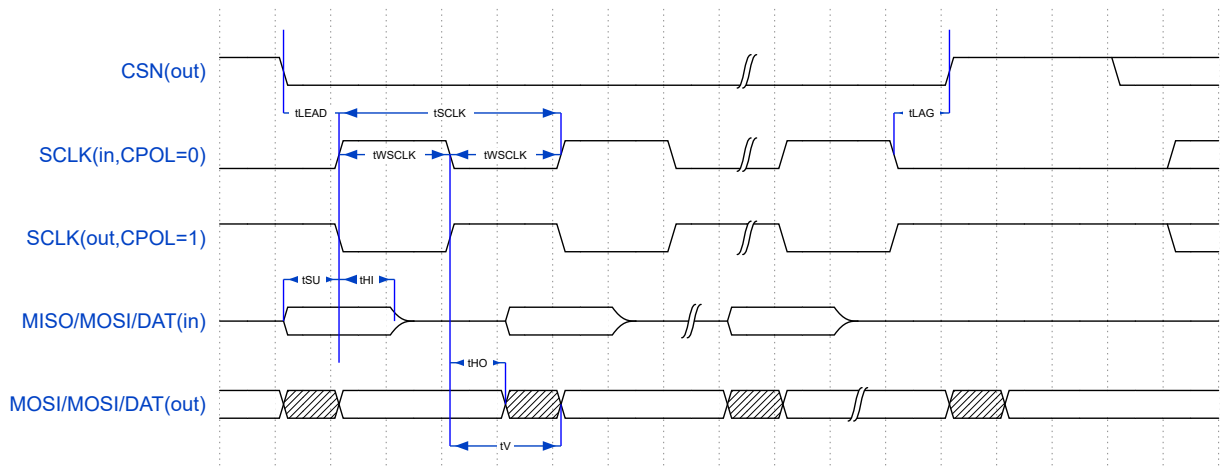 CSN(out)
tLEAD
tSCLK
tLAG
SCLK(in,CPOL=0)
tWSCLK
tWSCLK
SCLK(out,CPOL=1)
tSU
tHI
MISO/MOSI/DAT(in)
tHO
MOSI/MOSI/DAT(out)
tV